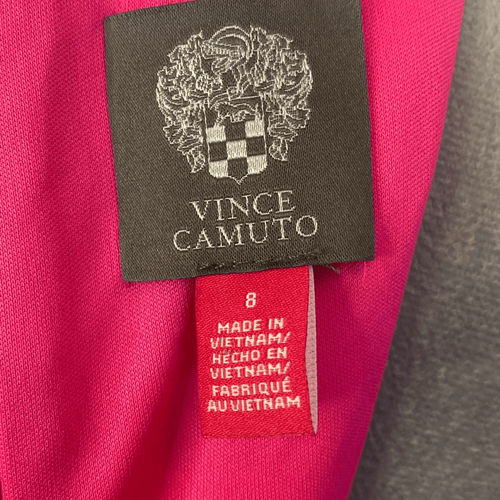 VINCE
CAMUTO
8
MADE IN
VIETNAM/
HECHO EN
VIETNAM/
FABRIQUÉ
AU VIETNAM